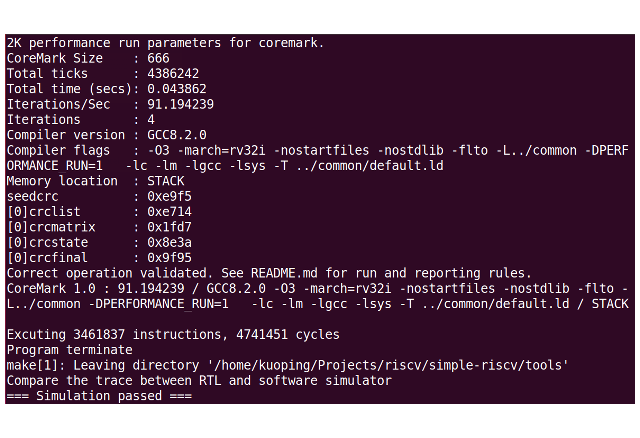 2K performance run parameters for coremark.
CoreMark Size    : 666
Total ticks      : 4386242
Total time (secs): 0.043862
Iterations/Sec   : 91.194239
Iterations       : 4
Compiler version : GCC8.2.0
Compiler flags   : -O3 -march=rv32i -nostartfiles -nostdlib -flto -L../common -DPERF
ORMANCE_RUN=1   -lc -lm -lgcc -lsys -T ../common/default.ld
Memory location  : STACK
seedcrc          : 0xe9f5
[0]crclist       : 0xe714
[0]crcmatrix     : 0x1fd7
[0]crcstate      : 0x8e3a
[0]crcfinal      : 0x9f95
Correct operation validated. See README.md for run and reporting rules.
CoreMark 1.0 : 91.194239 / GCC8.2.0 -O3 -march=rv32i -nostartfiles -nostdlib -flto -
L../common -DPERFORMANCE_RUN=1   -lc -lm -lgcc -lsys -T ../common/default.ld / STACK

Excuting 3461837 instructions, 4741451 cycles
Program terminate
make[1]: Leaving directory '/home/kuoping/Projects/riscv/simple-riscv/tools'
Compare the trace between RTL and software simulator
=== Simulation passed ===